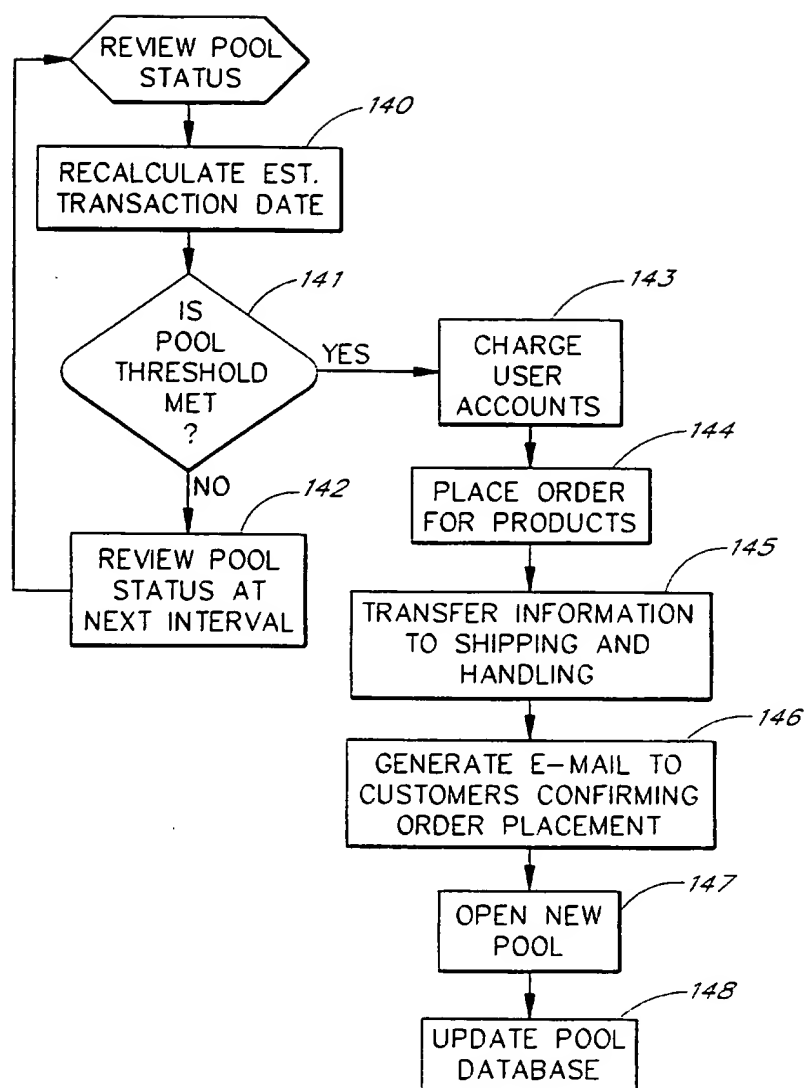 REVIEW POOL
STATUS
140
RECALCULATE EST.
TRANSACTION DATE
141
IS
POOL
THRESHOLD
MET
?
YES
143
CHARGE
USER
ACCOUNTS
NO
142
REVIEW POOL
STATUS AT
NEXT INTERVAL
144
PLACE ORDER
FOR PRODUCTS
145
TRANSFER INFORMATION
TO SHIPPING AND
HANDLING
146
GENERATE E-MAIL TO
CUSTOMERS CONFIRMING
ORDER PLACEMENT
147
OPEN NEW
POOL
148
UPDATE POOL
DATABASE